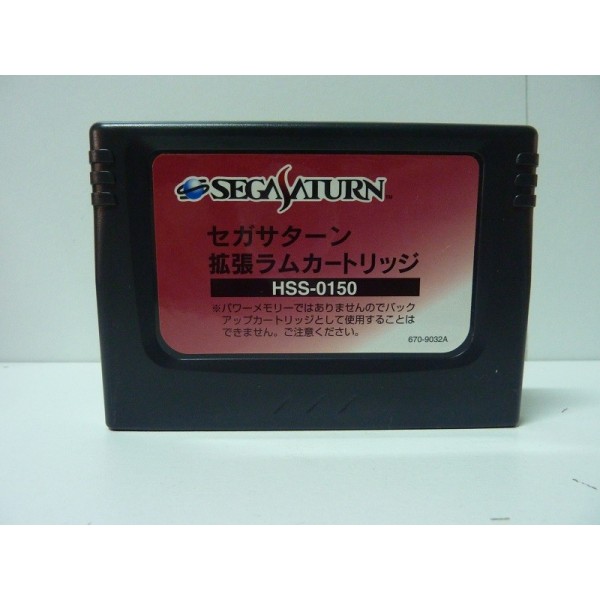 SEGA SATURN™
セガサターン
拡張ラムカートリッジ
HSS-0150
※パワーメモリーではありませんのでバック
アップカートリッジとして使用することは
できません。ご注意ください。
670-9032A